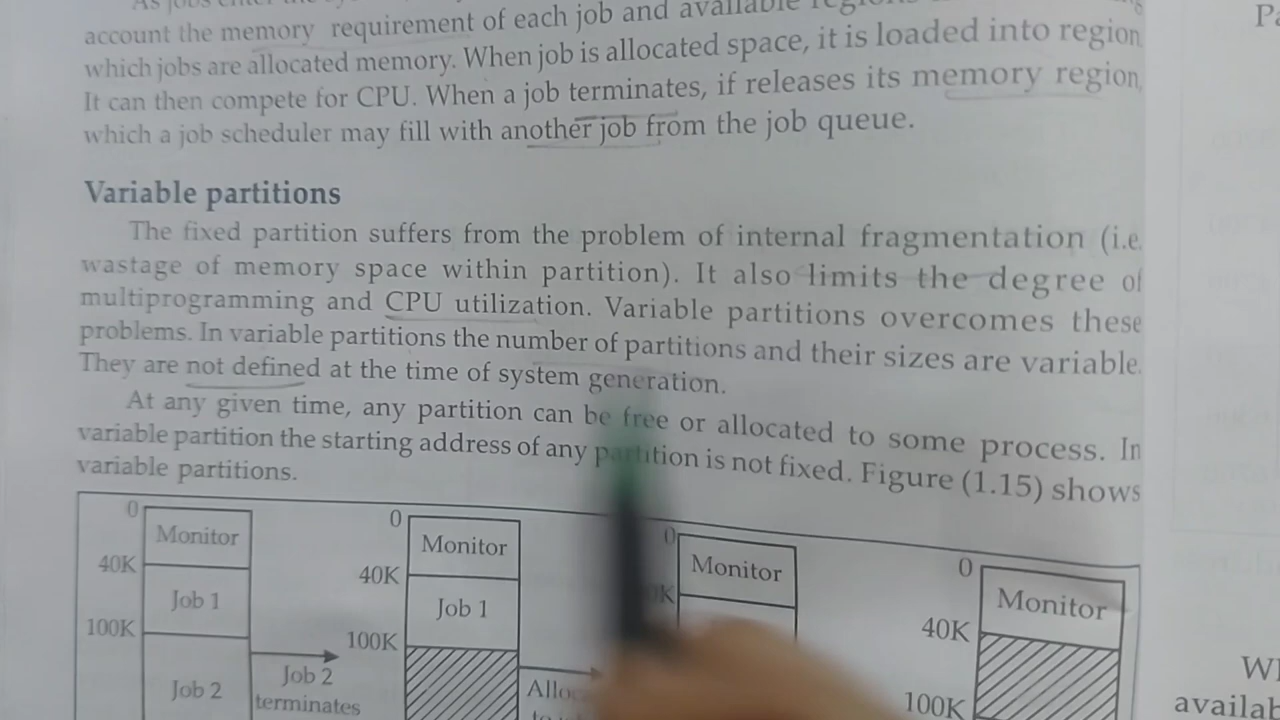 As jobs enter the
account the memory requirement of each job and available
which jobs are allocated memory. When job is allocated space, it is loaded into region
It can then compete for CPU. When a job terminates, if releases its memory region,
which a job scheduler may fill with another job from the job queue.
Variable partitions
The fixed partition suffers from the problem of internal fragmentation (i.e.
wastage of memory space within partition). It also limits the degree of
multiprogramming and CPU utilization. Variable partitions overcomes these
problems. In variable partitions the number of partitions and their sizes are variable.
They are not defined at the time of system generation.
At any given time, any partition can be free or allocated to some process. In
variable partition the starting address of any partition is not fixed. Figure (1.15) shows
variable partitions.
0
Monitor
40K
Job 1
100K
Job 2
Job 2
terminates
0
Monitor
40K
Job 1
100K
0
Monitor
0
Monitor
40K
100K